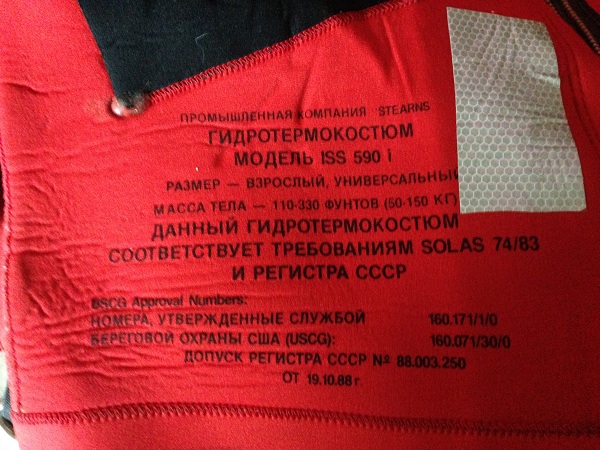 ПРОМЫШЛЕННАЯ КОМПАНИЯ STEARNS
ГИДРОТЕРМОКОСТЮМ
МОДЕЛЬ ISS 590 i
РАЗМЕР — ВЗРОСЛЫЙ, УНИВЕРСАЛЬНЫ
МАССА ТЕЛА — 110-330 ФУНТОВ (50-150 КГ)
ДАННЫЙ ГИДРОТЕРМОКОСТЮМ
СООТВЕТСТВУЕТ ТРЕБОВАНИЯМ SOLAS 74/83
И РЕГИСТРА СССР
USCG Approval Numbers:
НОМЕРА, УТВЕРЖДЕННЫЕ СЛУЖБОЙ 160.171/1/0
БЕРЕГОВОЙ ОХРАНЫ США (USCG): 160.071/30/0
ДОПУСК РЕГИСТРА СССР № 88.003.250
ОТ 19.10.88 г.